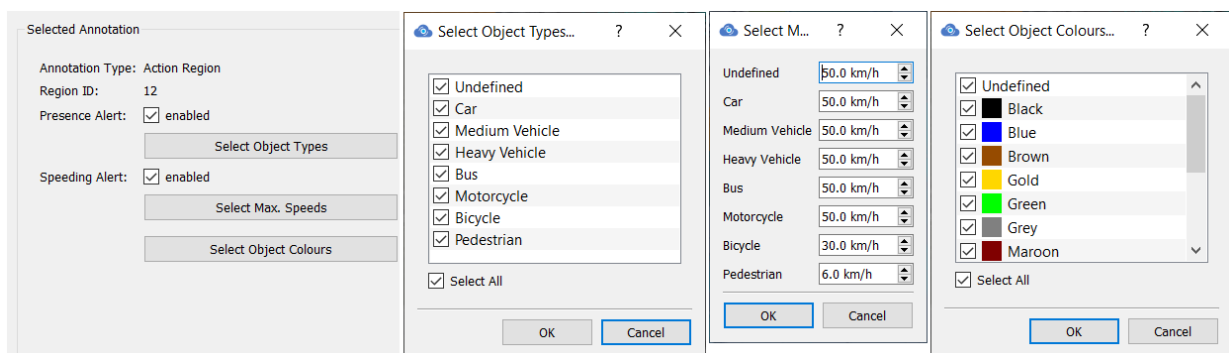 Selected Annotation
Annotation Type: Action Region
Region ID: 12
Presence Alert: enabled
Select Object Types
Speeding Alert: enabled
Select Max. Speeds
Select Object Colours
Select Object Types... ?
Undefined
Car
Medium Vehicle
Heavy Vehicle
Bus
Motorcycle
Bicycle
Pedestrian
Select All
OK Cancel
Select M... ?
Undefined 50.0 km/h
Car 50.0 km/h
Medium Vehicle 50.0 km/h
Heavy Vehicle 50.0 km/h
Bus 50.0 km/h
Motorcycle 50.0 km/h
Bicycle 30.0 km/h
Pedestrian 6.0 km/h
OK Cancel
Select Object Colours... ?
Undefined
Black
Blue
Brown
Gold
Green
Grey
Maroon
Select All
OK Cancel